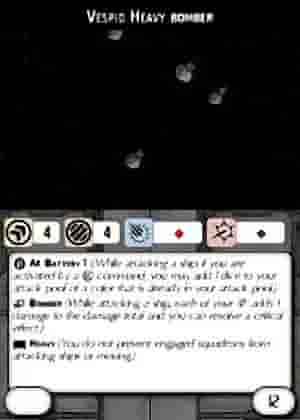 Vespid Heavy BOMBER
4 4
AI Battery 1 (While attacking a ship if you are
activated by a command, you may add 1 dice to your
attack pool of a color that is already in your attack pool.)
Bomber (While attacking a ship, each of your adds 1
damage to the damage total and you can resolve a critical
effect.)
Heavy (You do not prevent engaged squadrons from
attacking ships or moving.)
12